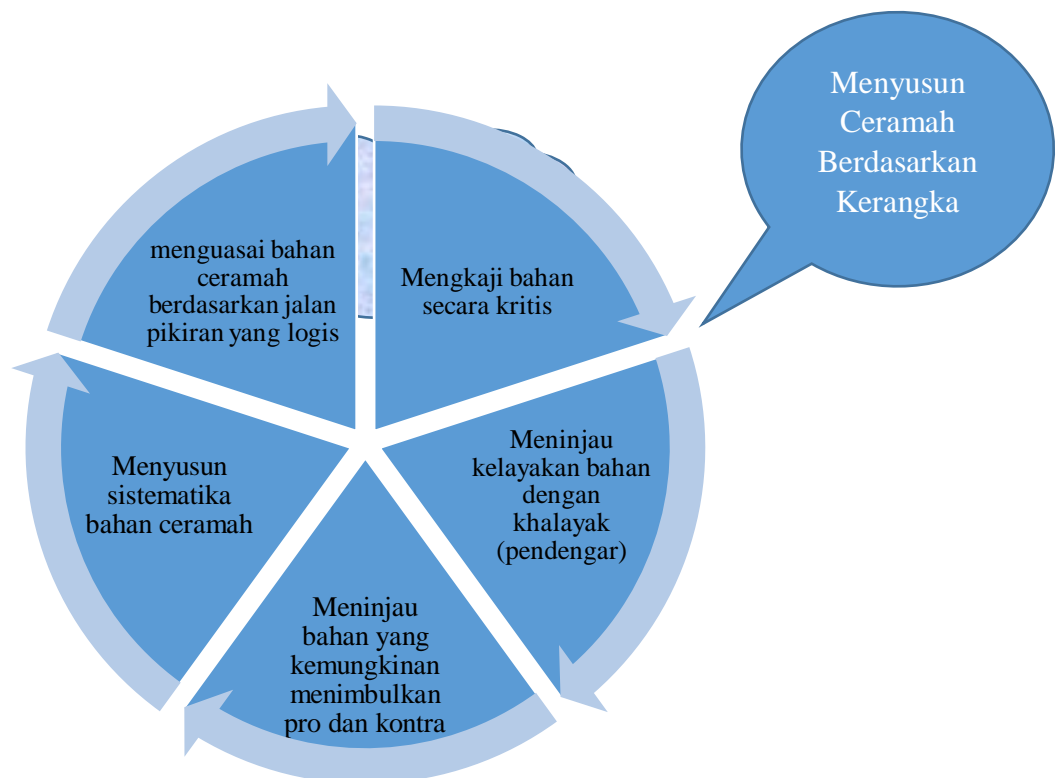 Menyusun
Ceramah
Berdasarkan
Kerangka
Mengkaji bahan
secara kritis
Meninjau
kelayakan bahan
dengan
khalayak
(pendengar)
Meninjau
bahan yang
kemungkinan
menimbulkan
pro dan kontra
Menyusun
sistematika
bahan ceramah
menguasai bahan
ceramah
berdasarkan jalan
pikiran yang logis